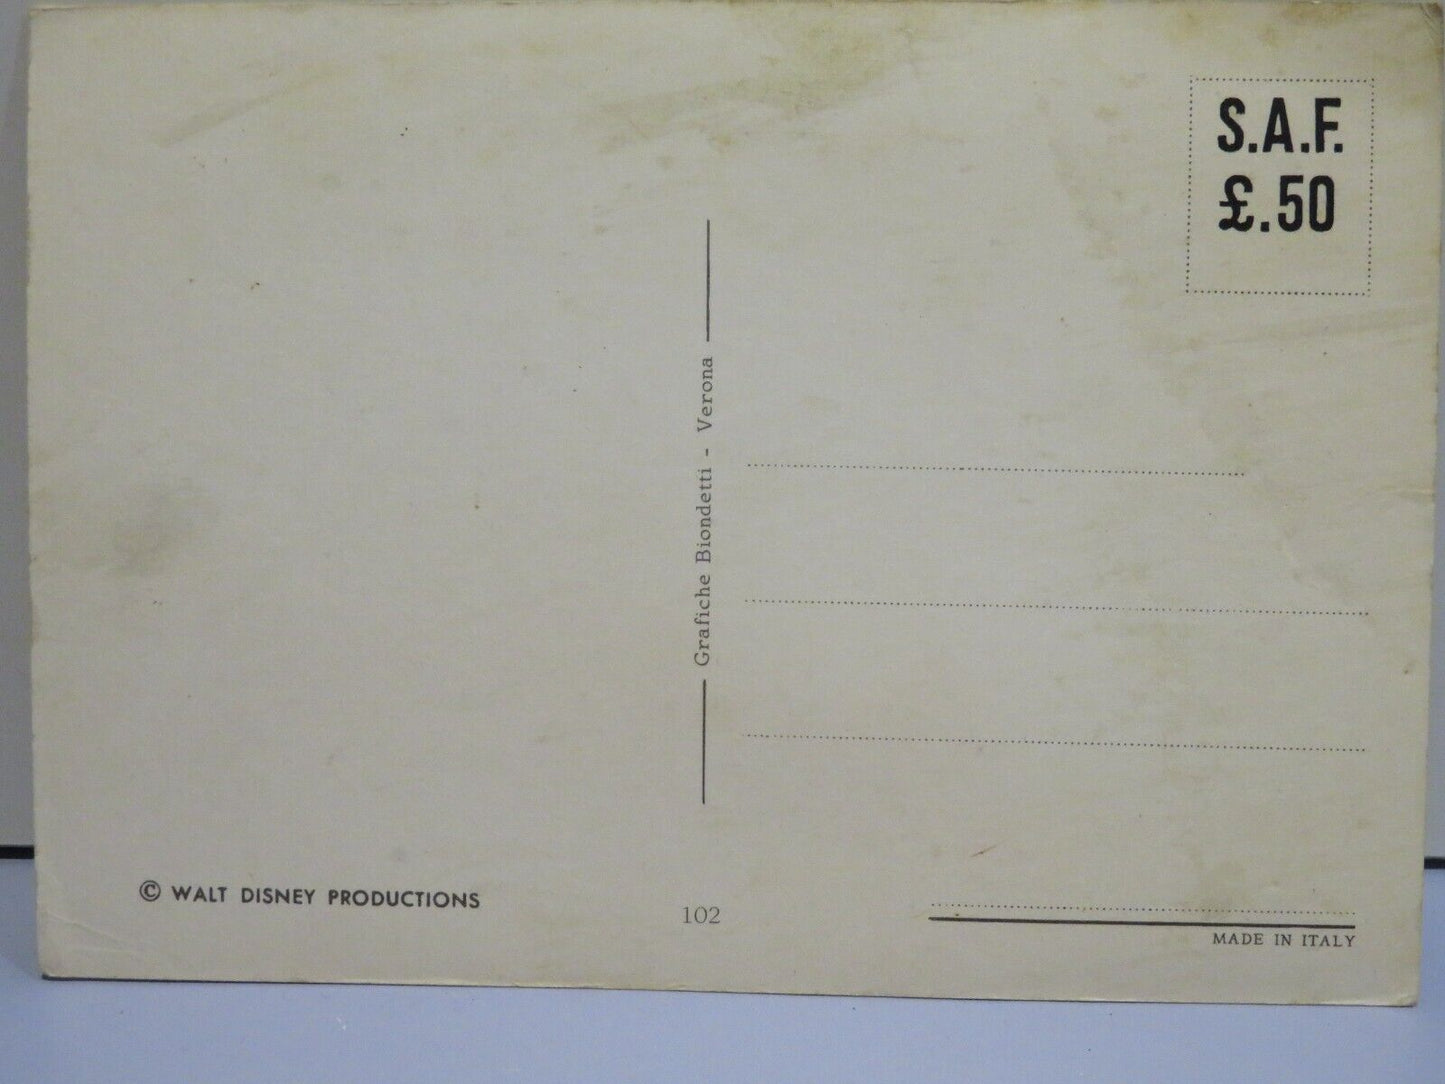 S.A.F.
£.50
Grafiche Biondetti - Verona
© WALT DISNEY PRODUCTIONS
102
MADE IN ITALY